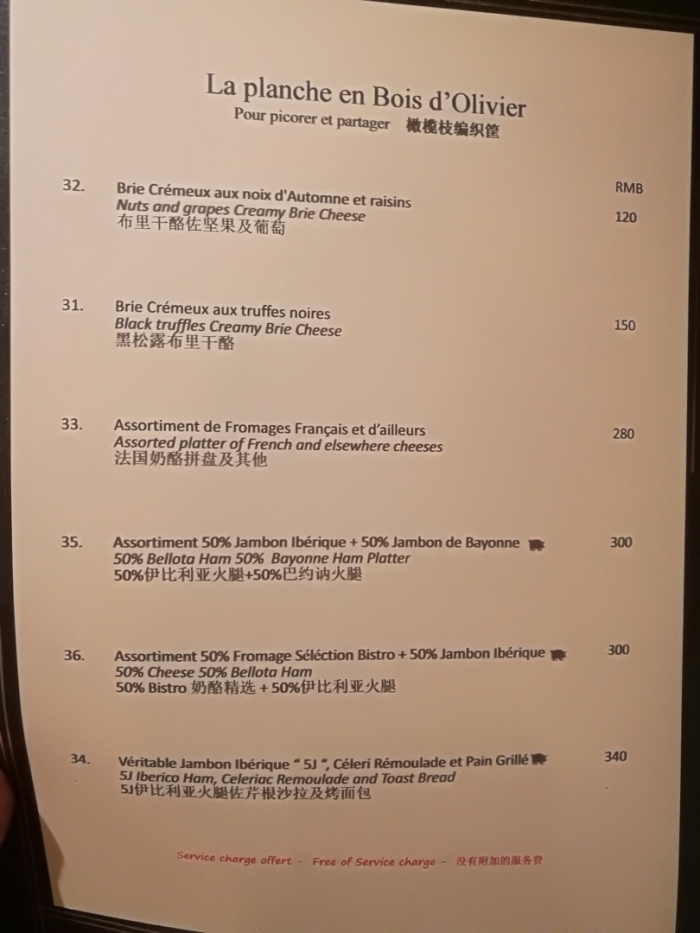 La planche en Bois d'Olivier
Pour picorer et partager 橄榄枝编织筐
RMB
32. Brie Crémeux aux noix d'Automne et raisins
Nuts and grapes Creamy Brie Cheese 120
布里干酪佐坚果及葡萄
31. Brie Crémeux aux truffes noires
Black truffles Creamy Brie Cheese 150
黑松露布里干酪
33. Assortiment de Fromages Français et d'ailleurs 280
Assorted platter of French and elsewhere cheeses
法国奶酪拼盘及其他
35. Assortiment 50% Jambon Ibérique + 50% Jambon de Bayonne 300
50% Bellota Ham 50% Bayonne Ham Platter
50%伊比利亚火腿+50%巴约讷火腿
36. Assortiment 50% Fromage Séléction Bistro + 50% Jambon Ibérique 300
50% Cheese 50% Bellota Ham
50% Bistro 奶酪精选 + 50%伊比利亚火腿
34. Véritable Jambon Ibérique " 5J ", Céleri Rémoulade et Pain Grillé 340
5J Iberico Ham, Celeriac Remoulade and Toast Bread
5J伊比利亚火腿佐芹根沙拉及烤面包
Service charge offert - Free of Service charge - 没有附加的服务费